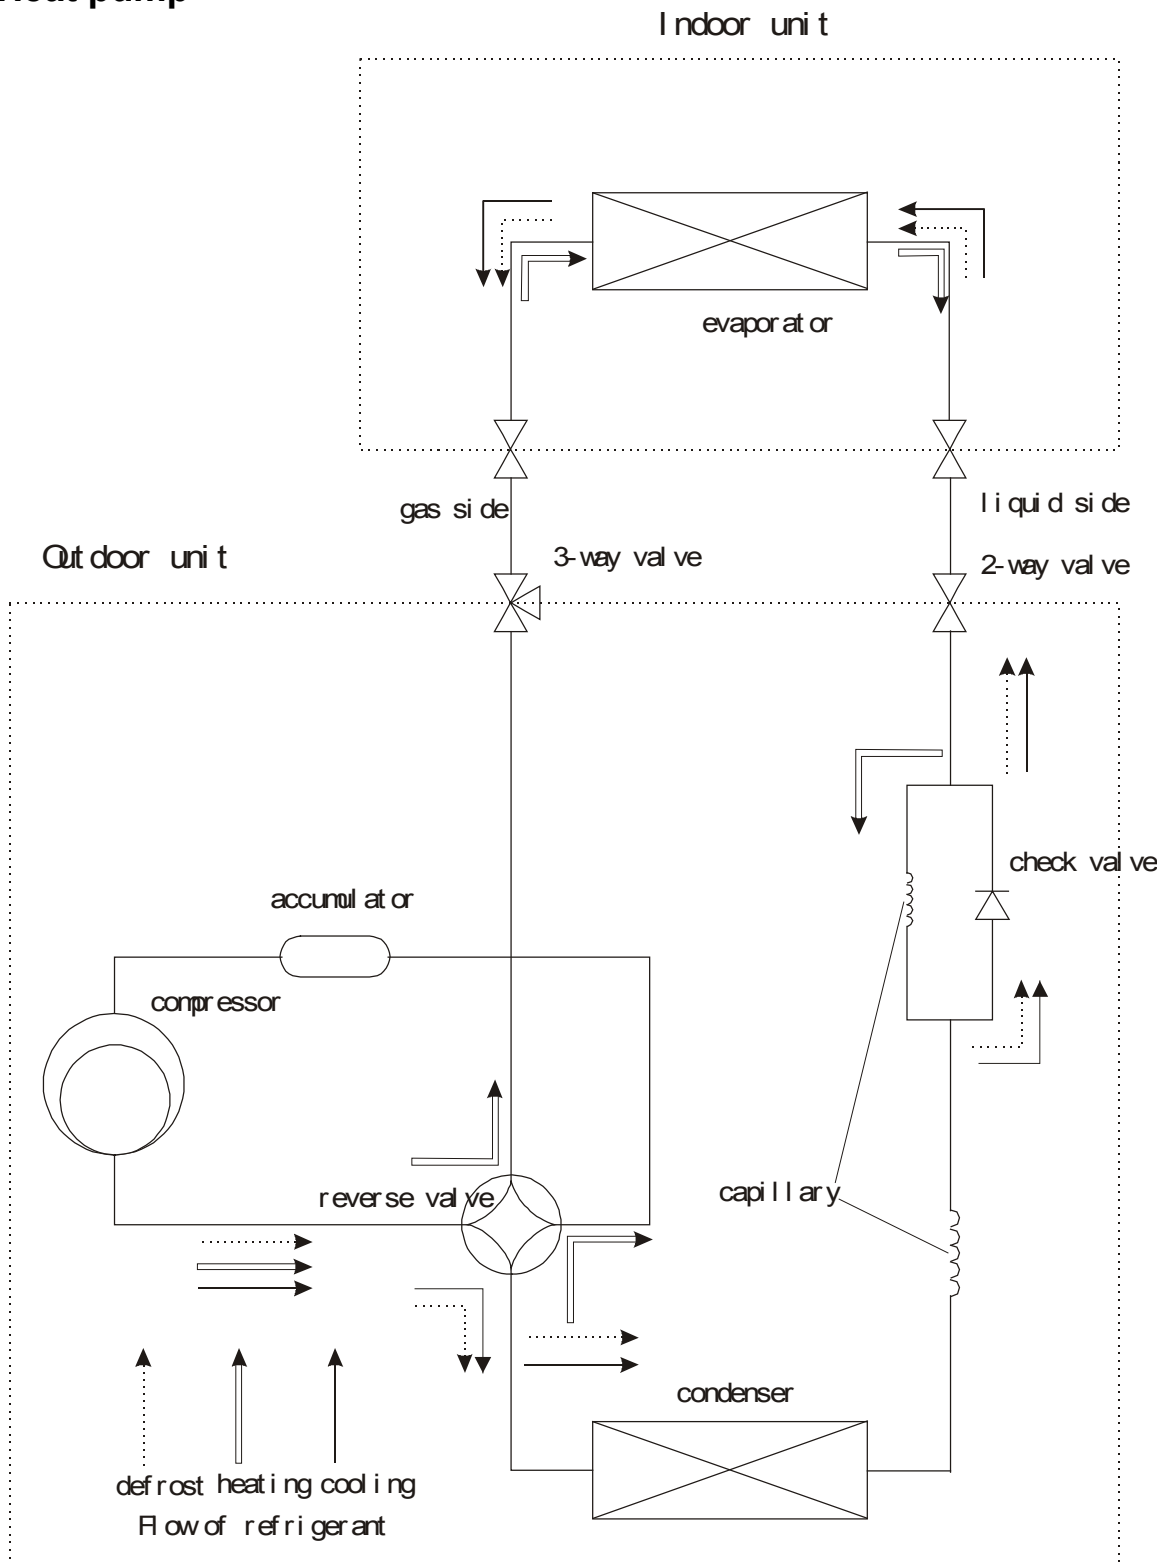 Heat pump
Indoor unit
evaporator
gas side
liquid side
Outdoor unit
3-way valve
2-way valve
check valve
accumulator
compressor
reverse valve
capillary
condenser
defrost heating cooling
Flow of refrigerant